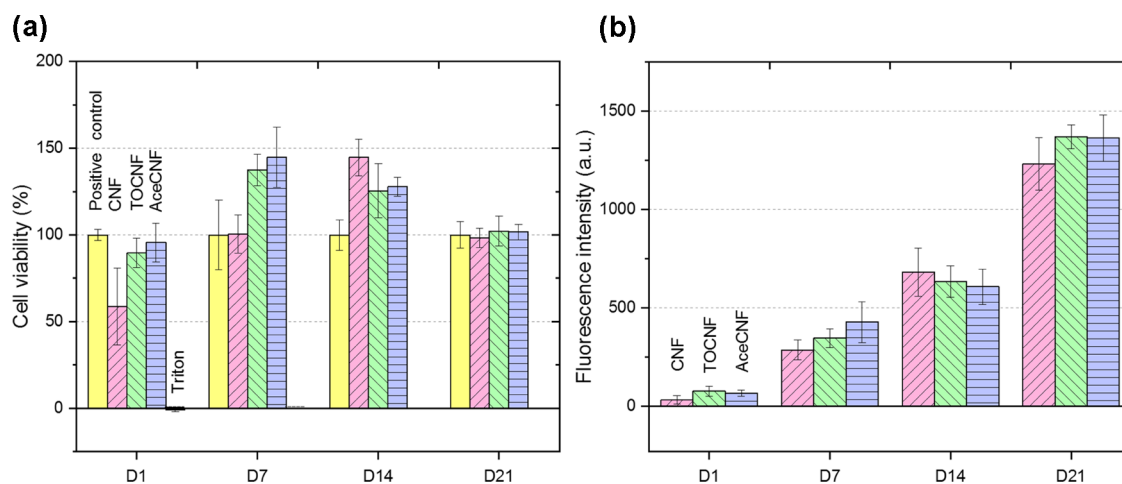 (a)
Cell viability (%)
200
150
100
50
0
Positive control
CNF
TOCNF
AceCNF
Triton
D1
D7
D14
D21
(b)
Fluorescence intensity (a.u.)
1500
1000
500
0
CNF
TOCNF
AceCNF
D1
D7
D14
D21